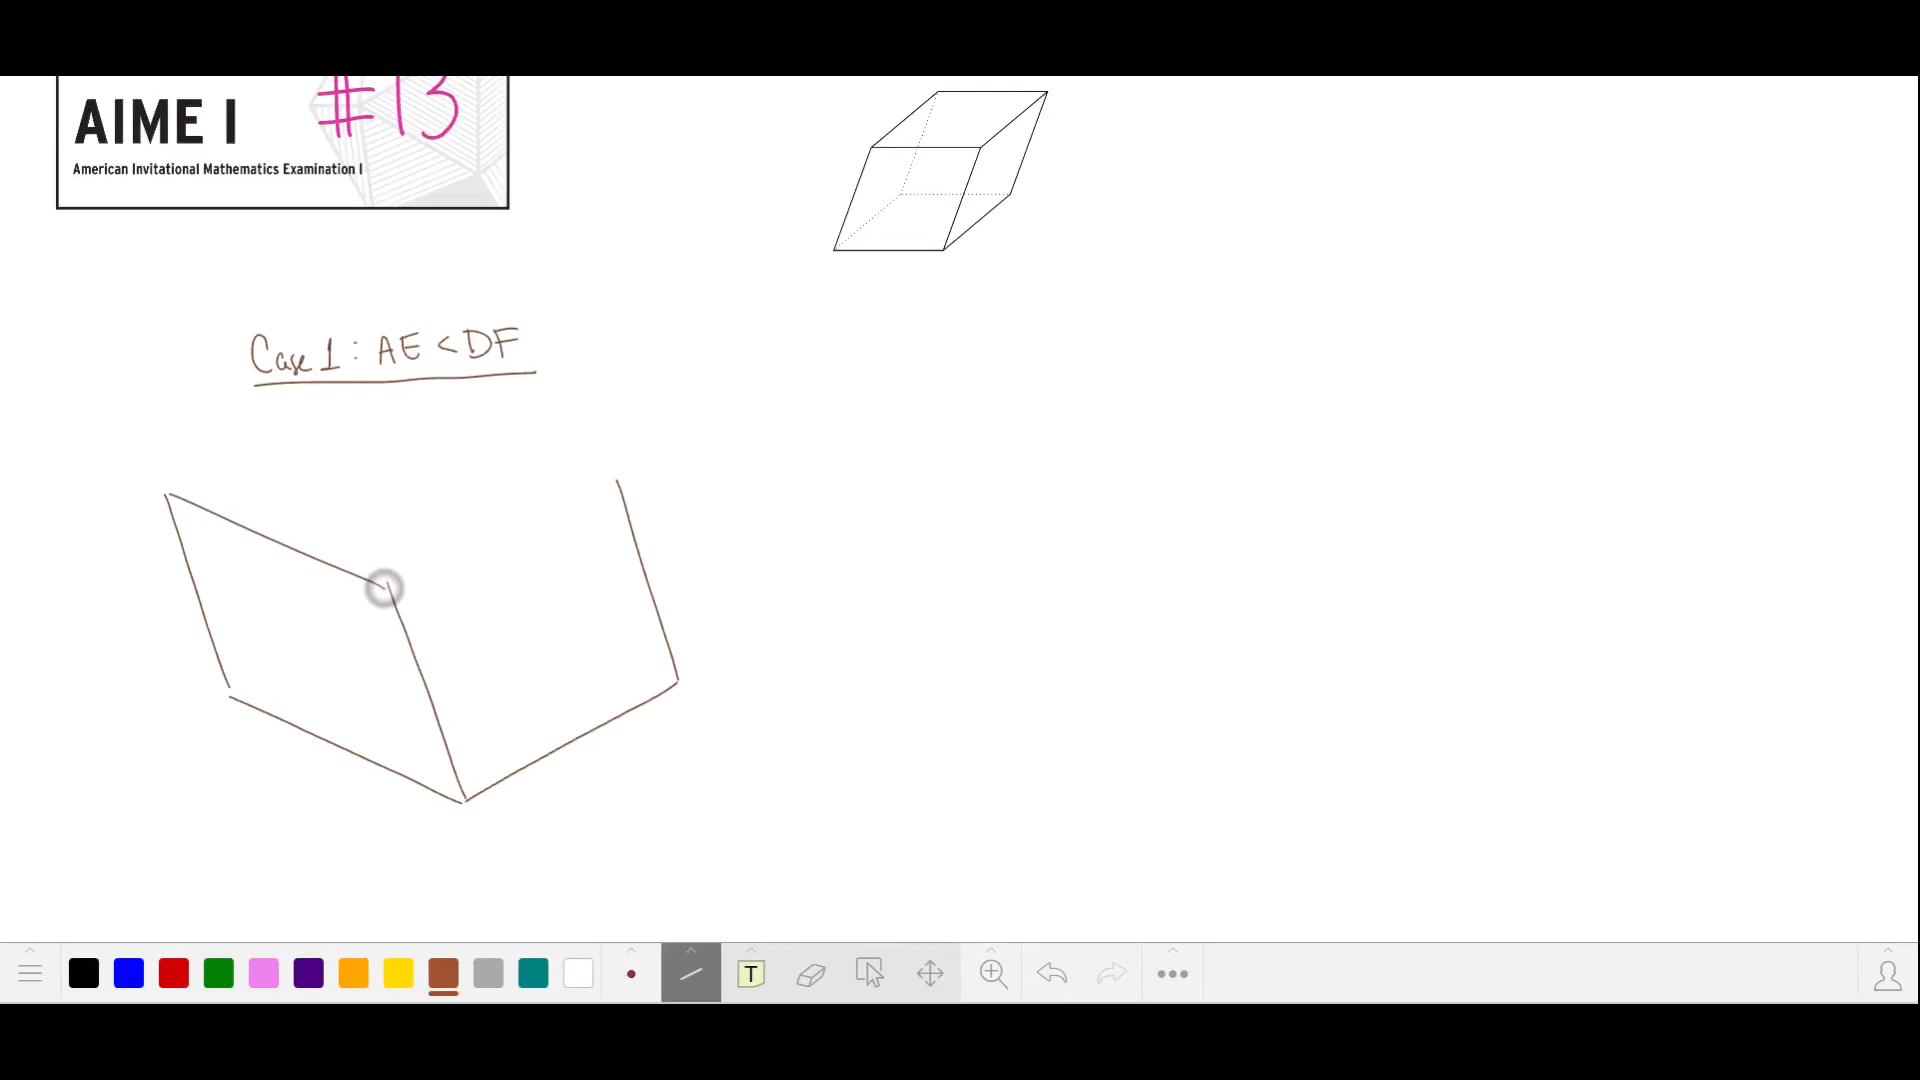 AIME I #13
American Invitational Mathematics Examination I
Case 1: AE < DF
T